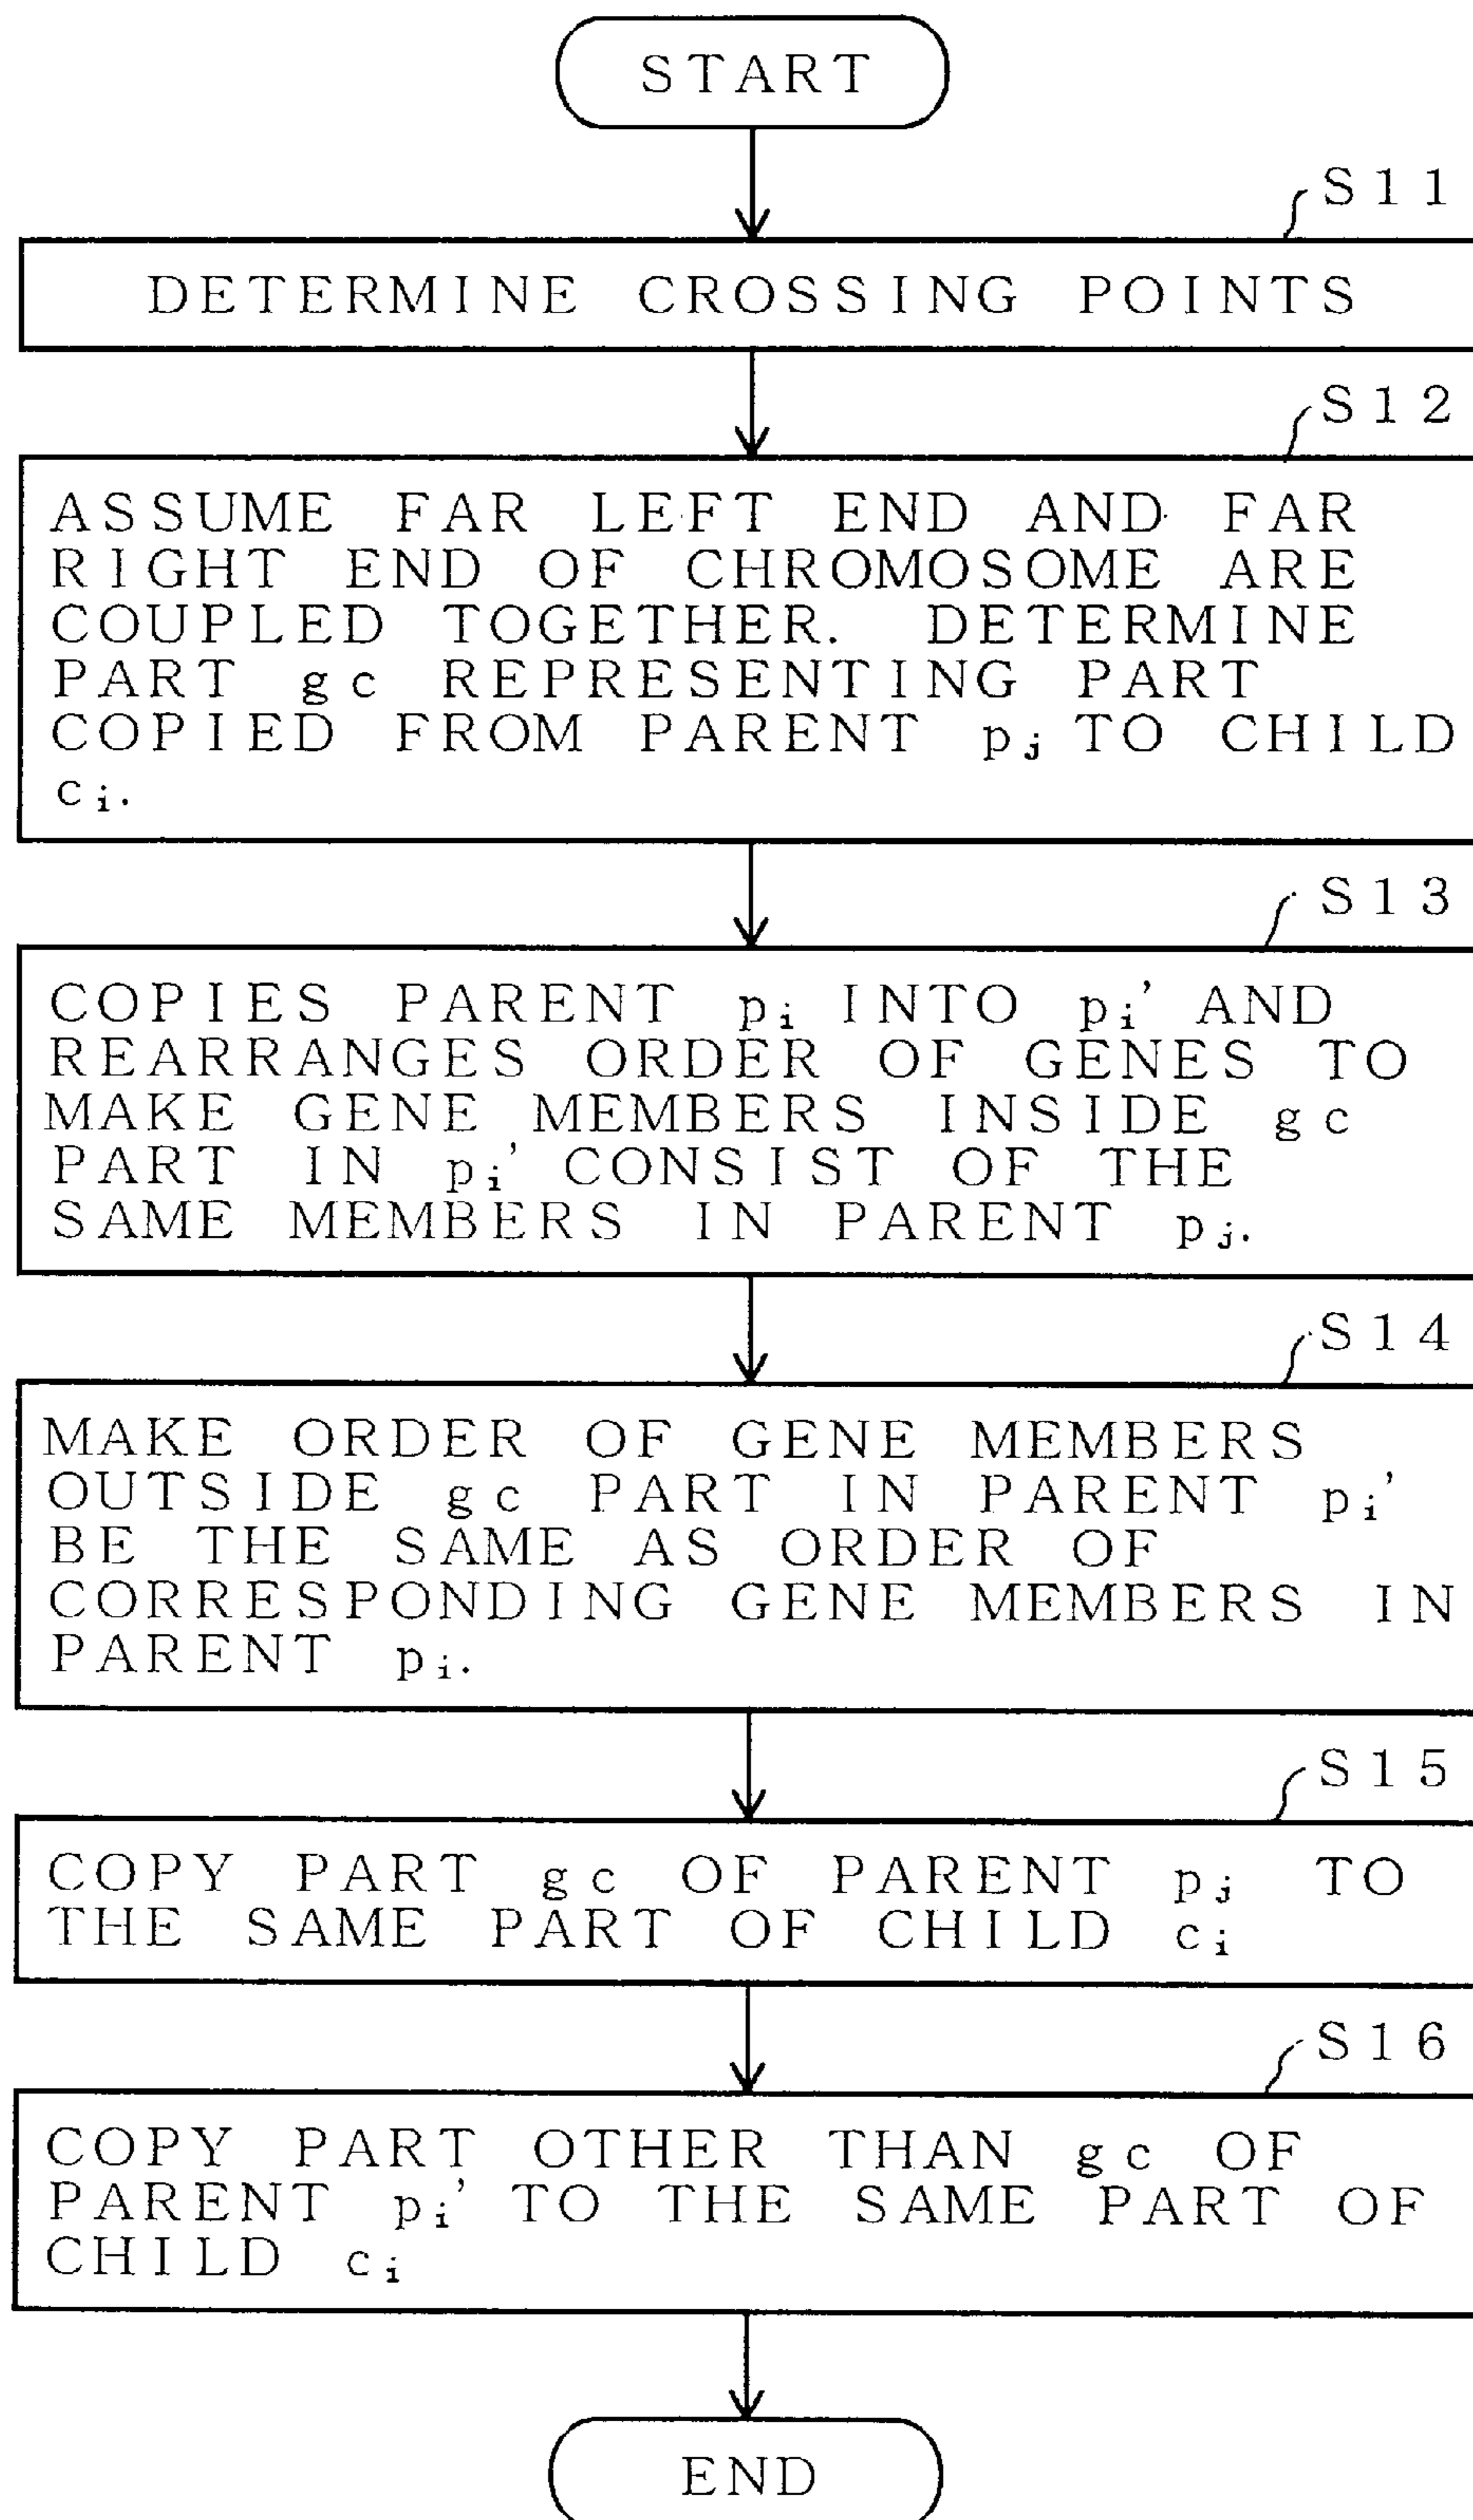 START
S11
DETERMINE CROSSING POINTS
S12
ASSUME FAR LEFT END AND FAR
RIGHT END OF CHROMOSOME ARE
COUPLED TOGETHER. DETERMINE
PART gc REPRESENTING PART
COPIED FROM PARENT pj TO CHILD
ci.
S13
COPIES PARENT pi INTO pi' AND
REARRANGES ORDER OF GENES TO
MAKE GENE MEMBERS INSIDE gc
PART IN pi' CONSIST OF THE
SAME MEMBERS IN PARENT pj.
S14
MAKE ORDER OF GENE MEMBERS
OUTSIDE gc PART IN PARENT pi'
BE THE SAME AS ORDER OF
CORRESPONDING GENE MEMBERS IN
PARENT pi.
S15
COPY PART gc OF PARENT pj TO
THE SAME PART OF CHILD ci
S16
COPY PART OTHER THAN gc OF
PARENT pi' TO THE SAME PART OF
CHILD ci
END